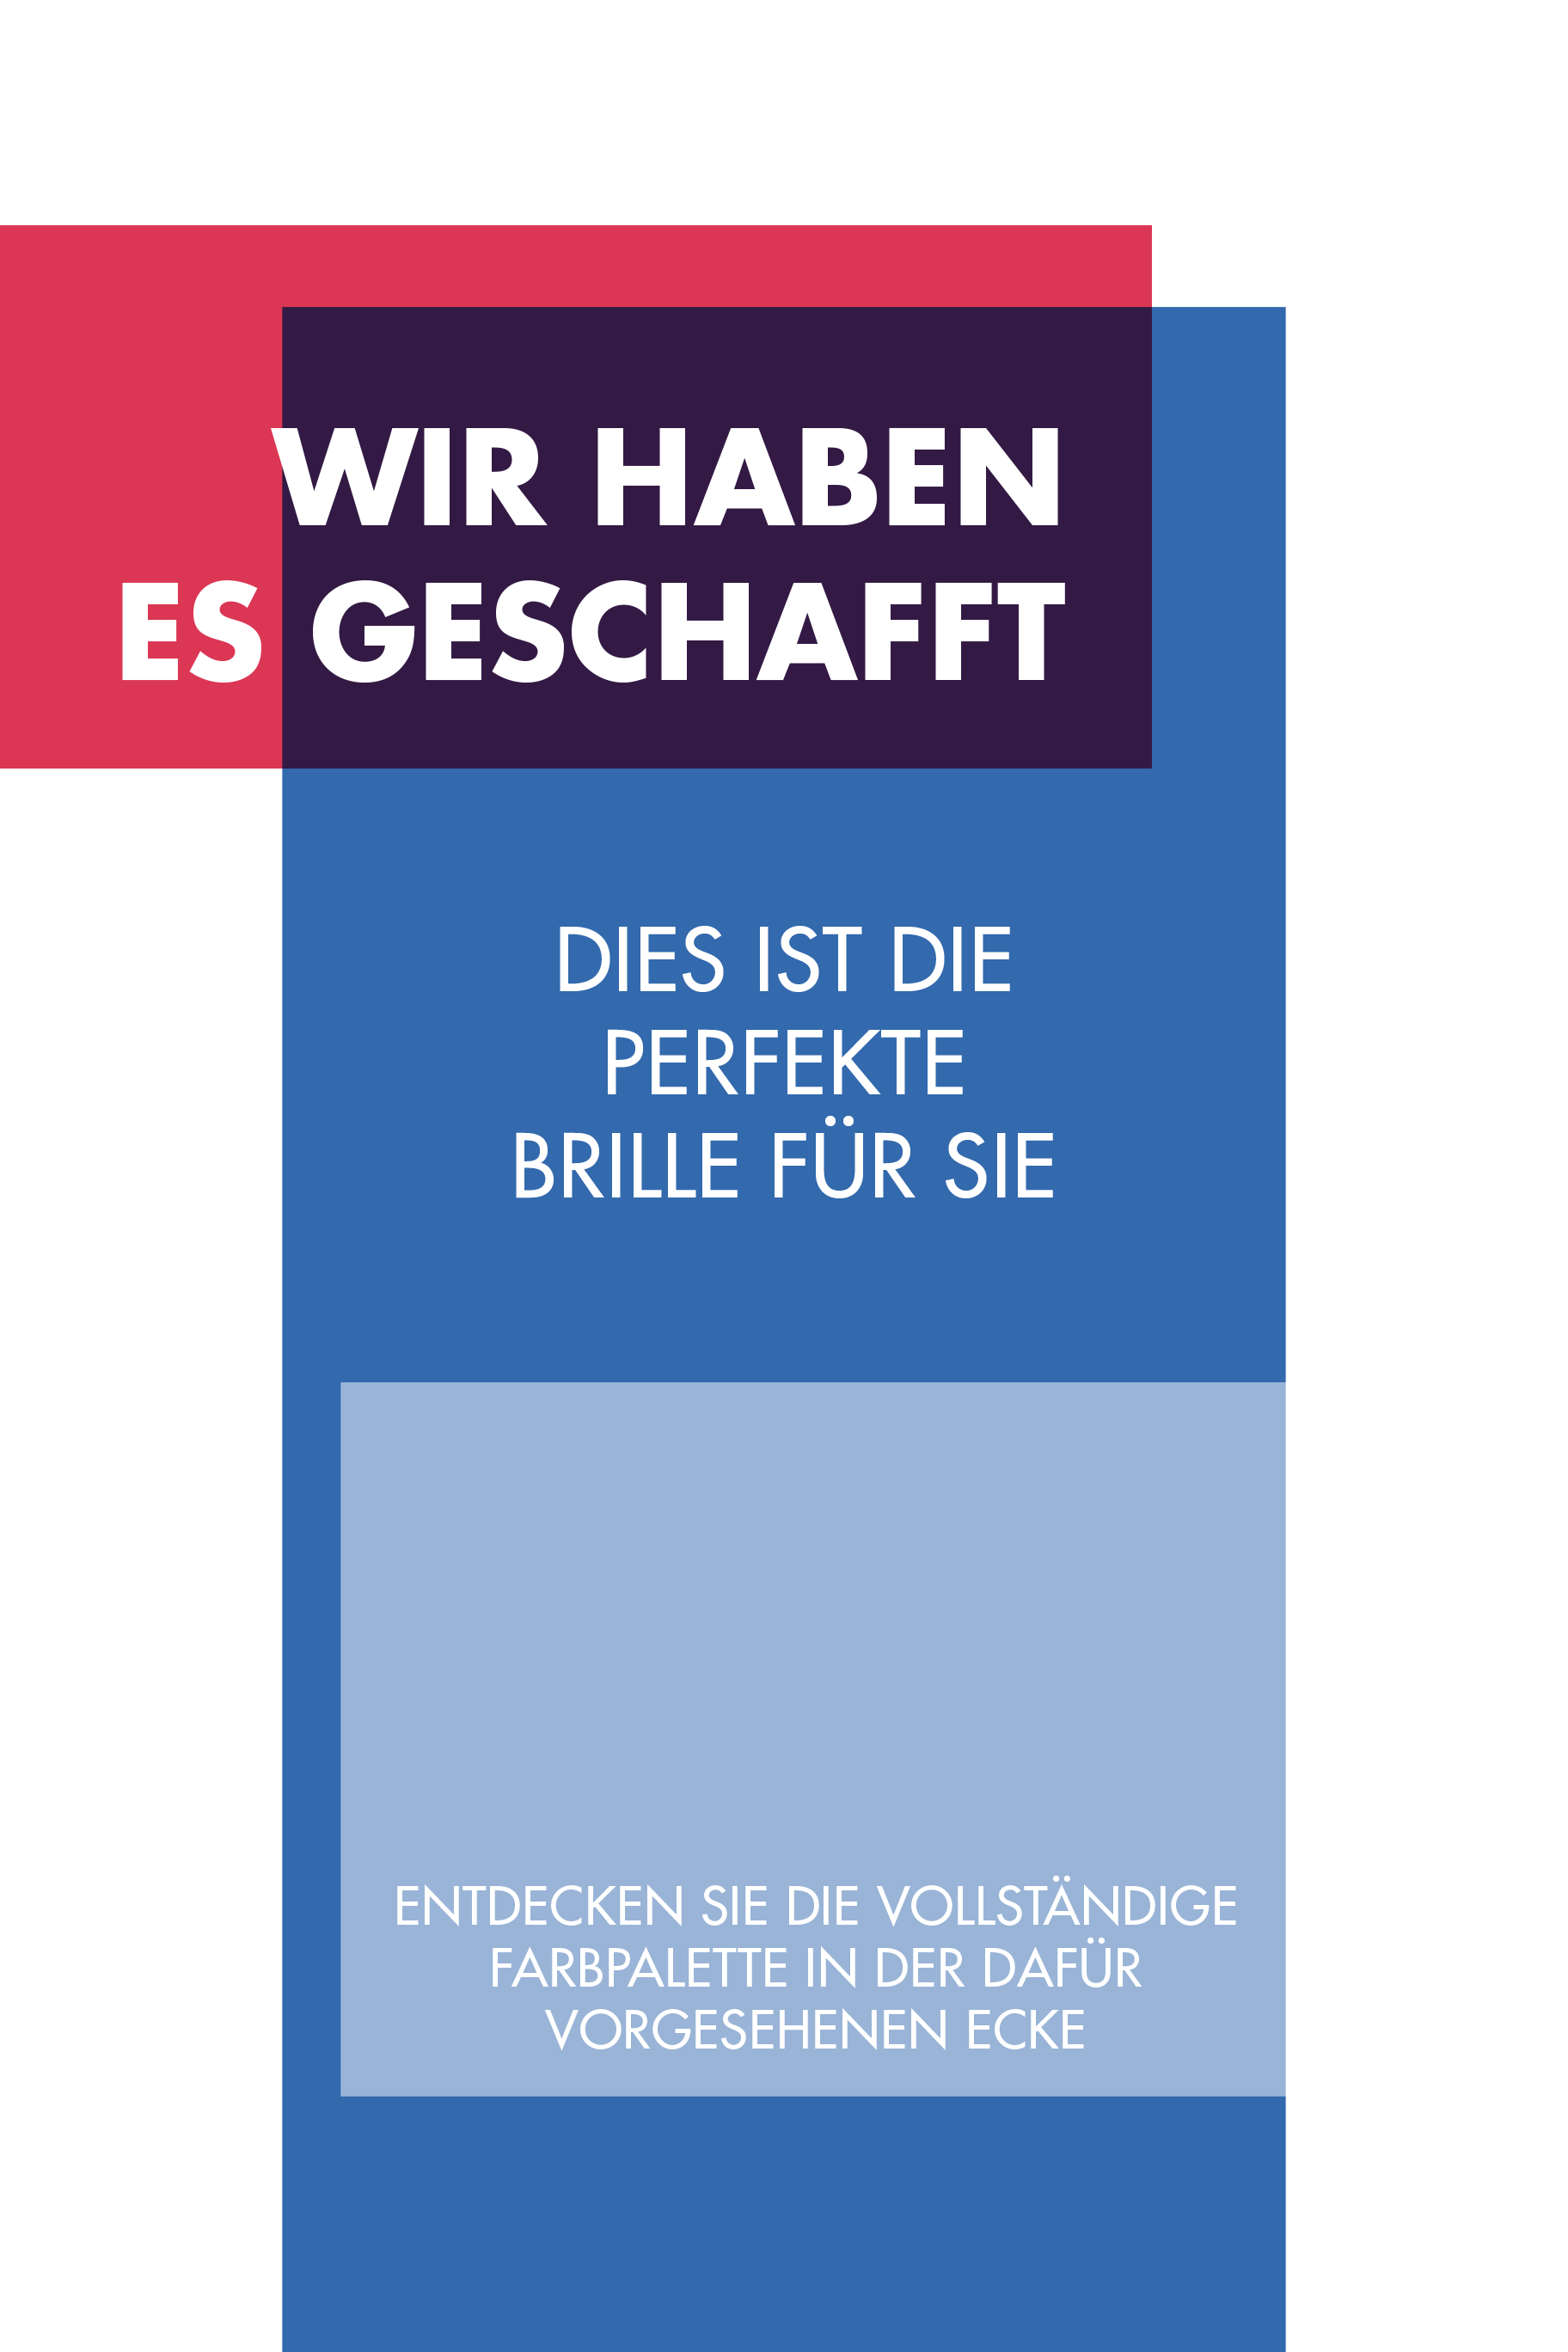 WIR HABEN
ES GESCHAFFT
DIES IST DIE
PERFEKTE
BRILLE FÜR SIE
ENTDECKEN SIE DIE VOLLSTÄNDIGE
FARBPALETTE IN DER DAFÜR
VORGESEHENEN ECKE